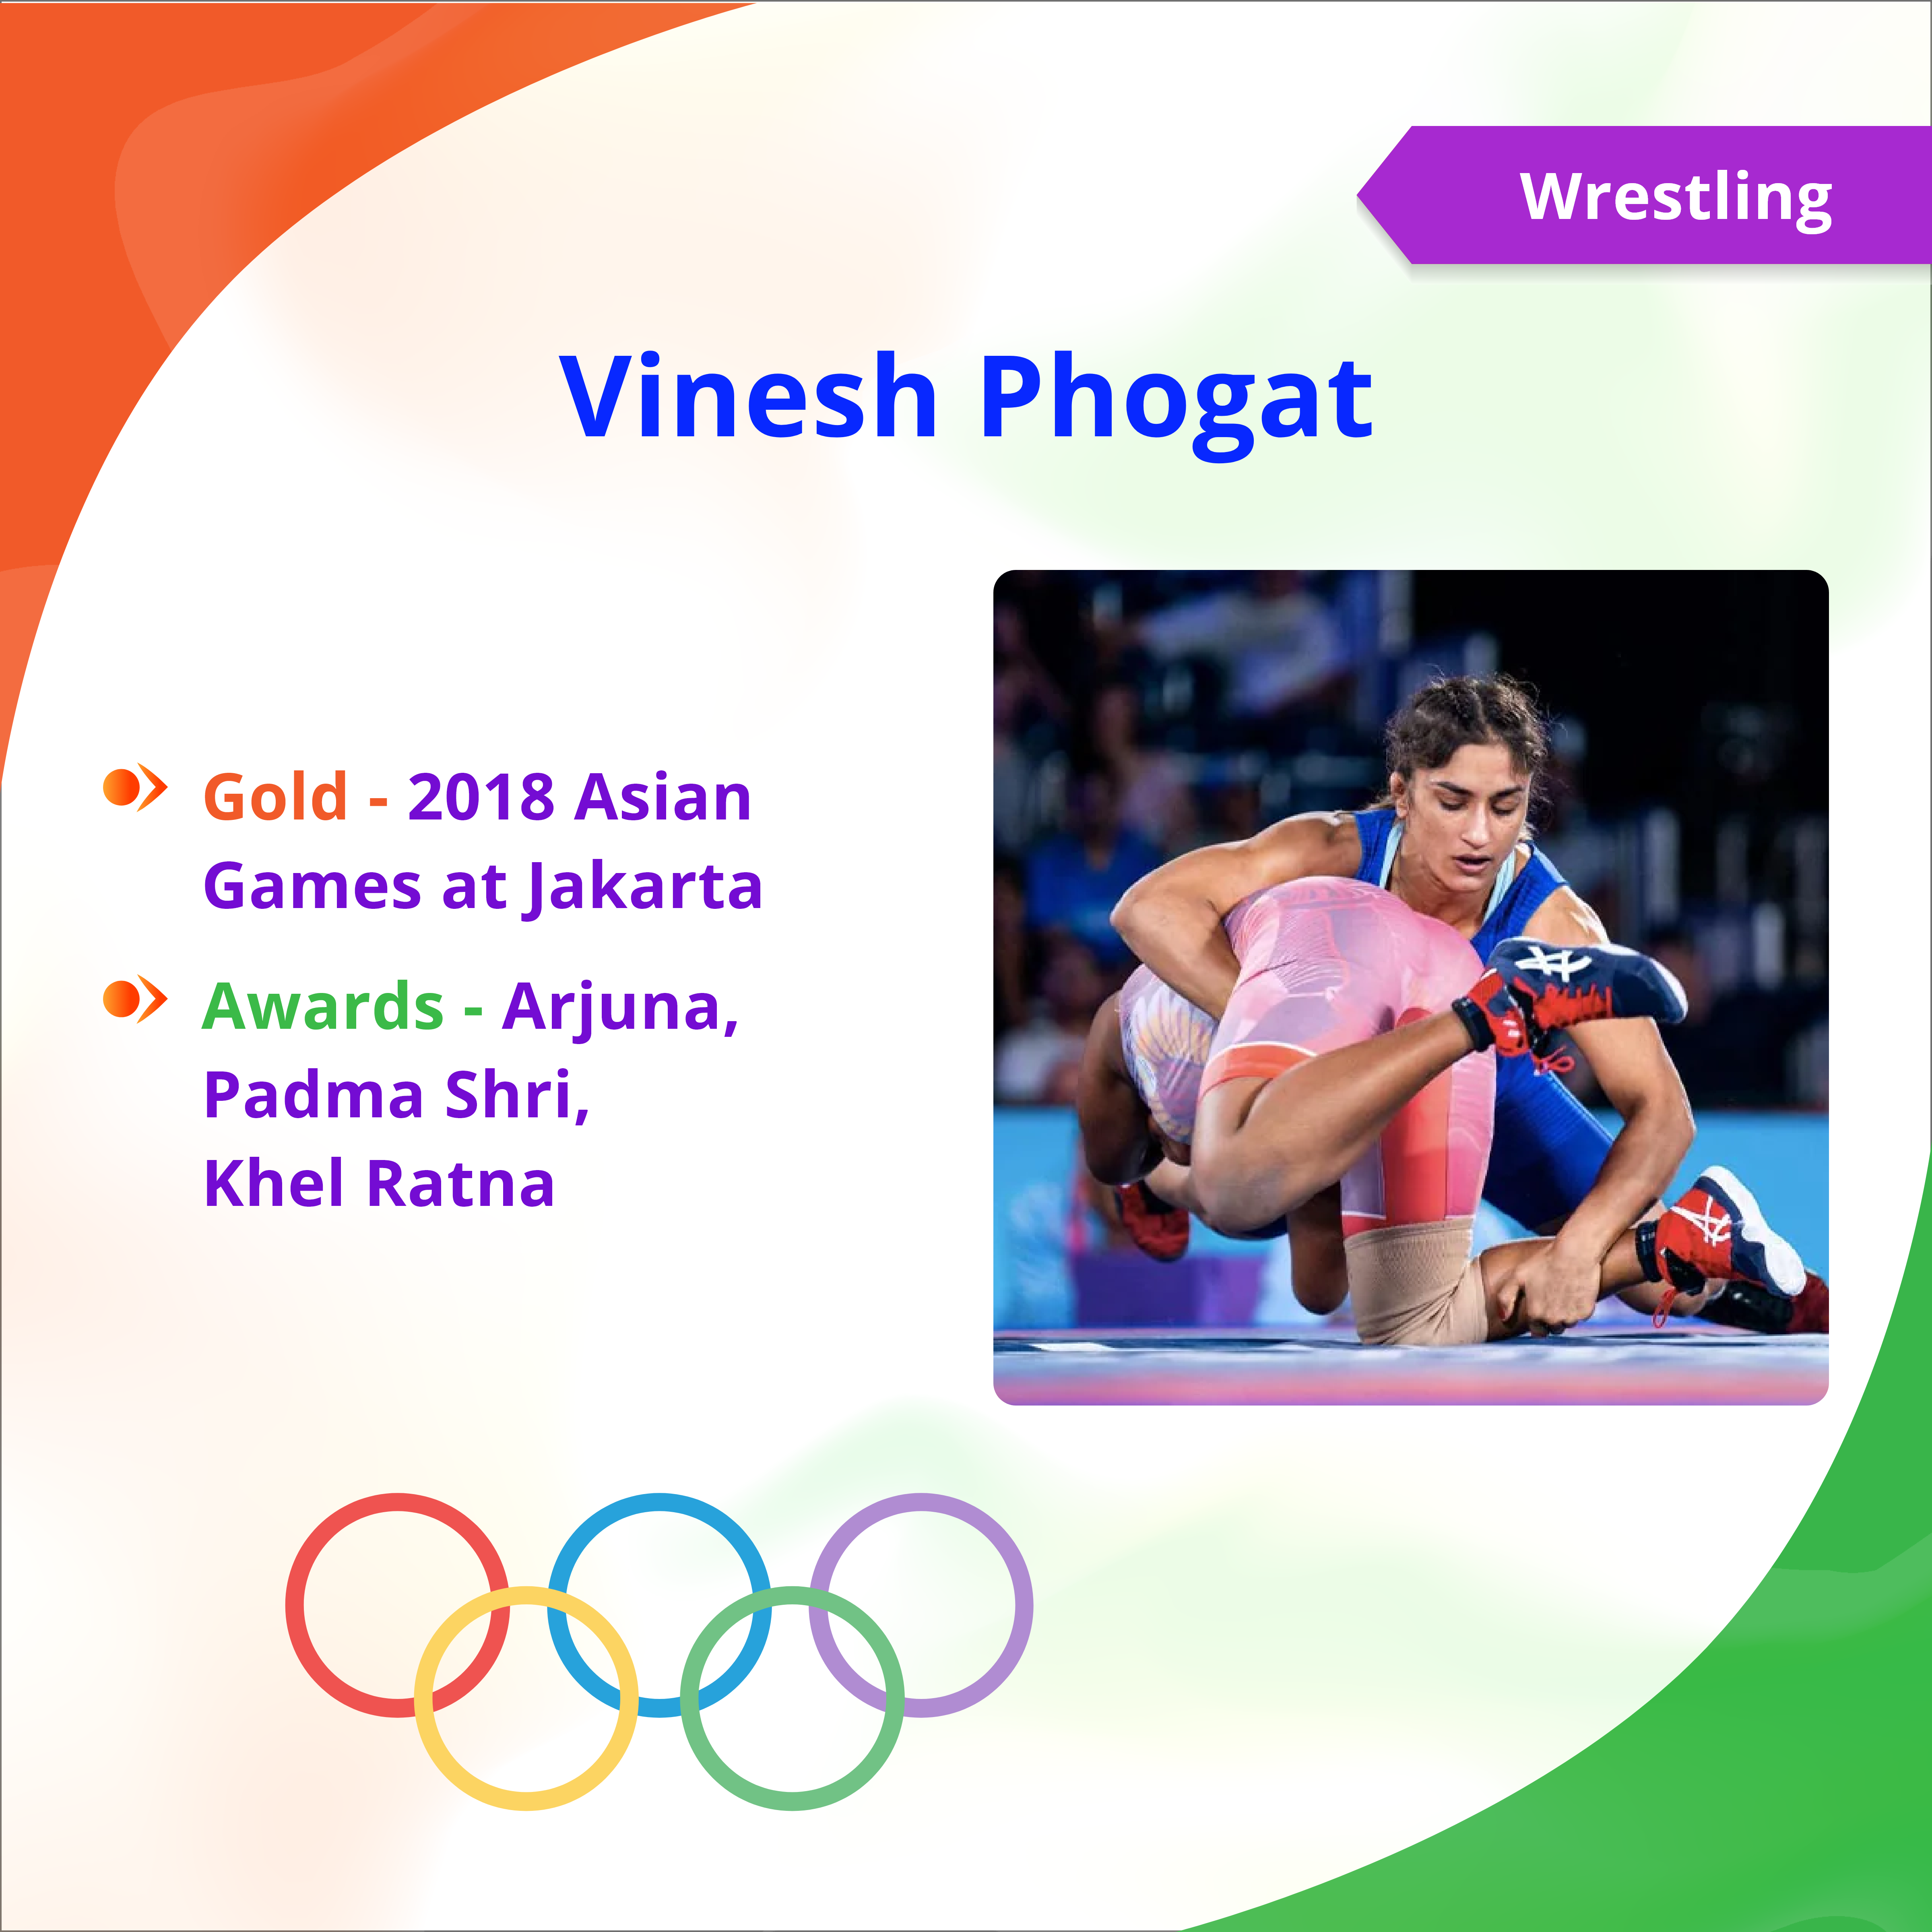 Wrestling
Vinesh Phogat
Gold - 2018 Asian
Games at Jakarta
Awards - Arjuna,
Padma Shri,
Khel Ratna